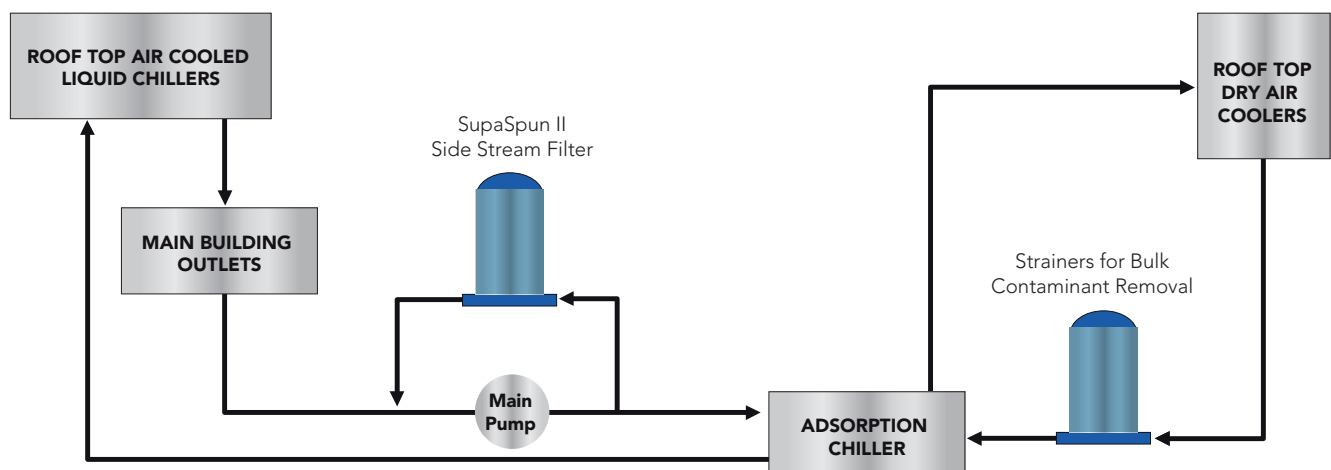 ROOF TOP AIR COOLED
LIQUID CHILLERS
SupaSpun II
Side Stream Filter
ROOF TOP
DRY AIR
COOLERS
MAIN BUILDING
OUTLETS
Strainers for Bulk
Contaminant Removal
Main
Pump
ADSORPTION
CHILLER